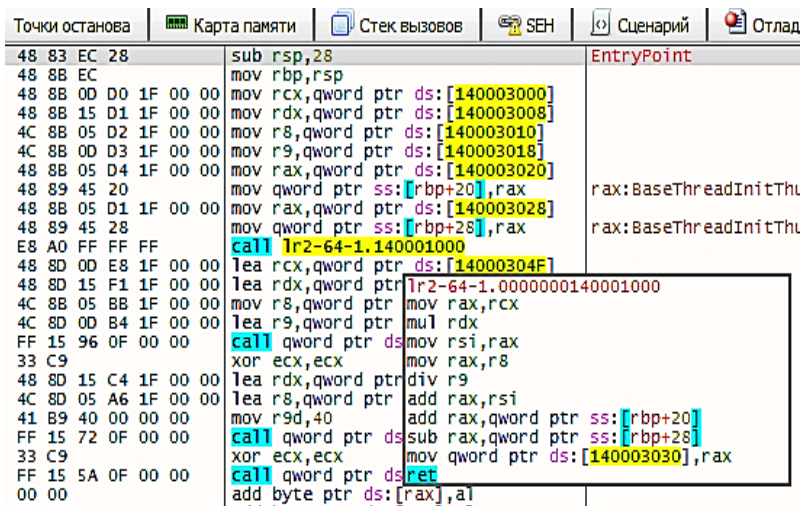 Точки останова Карта памяти Стек вызовов SEH Сценарий Отлад
48 83 EC 28 sub rsp,28 EntryPoint
48 8B EC mov rbp,rsp
48 8B 0D D0 1F 00 00 mov rcx,qword ptr ds:[140003000]
48 8B 15 D1 1F 00 00 mov rdx,qword ptr ds:[140003008]
4C 8B 05 D2 1F 00 00 mov r8,qword ptr ds:[140003010]
4C 8B 0D D3 1F 00 00 mov r9,qword ptr ds:[140003018]
48 8B 05 D4 1F 00 00 mov rax,qword ptr ds:[140003020]
48 89 45 20 mov qword ptr ss:[rbp+20],rax rax:BaseThreadInitThu
48 8B 05 D1 1F 00 00 mov rax,qword ptr ds:[140003028]
48 89 45 28 mov qword ptr ss:[rbp+28],rax rax:BaseThreadInitThu
E8 A0 FF FF FF call lr2-64-1.140001000
48 8D 0D E8 1F 00 00 lea rcx,qword ptr ds:[14000304F]
48 8D 15 F1 1F 00 00 lea rdx,qword ptr
4C 8B 05 BB 1F 00 00 mov r8,qword ptr
4C 8D 0D B4 1F 00 00 lea r9,qword ptr
FF 15 96 0F 00 00 call qword ptr ds
33 C9 xor ecx,ecx
48 8D 15 C4 1F 00 00 lea rdx,qword ptr
4C 8D 05 A6 1F 00 00 lea r8,qword ptr
41 B9 40 00 00 00 mov r9d,40
FF 15 72 0F 00 00 call qword ptr ds
33 C9 xor ecx,ecx
FF 15 5A 0F 00 00 call qword ptr ds
00 00 add byte ptr ds:[rax],al
lr2-64-1.0000000140001000
mov rax,rcx
mul rdx
mov rsi,rax
mov rax,r8
div r9
add rax,rsi
add rax,qword ptr ss:[rbp+20]
sub rax,qword ptr ss:[rbp+28]
mov qword ptr ds:[140003030],rax
ret